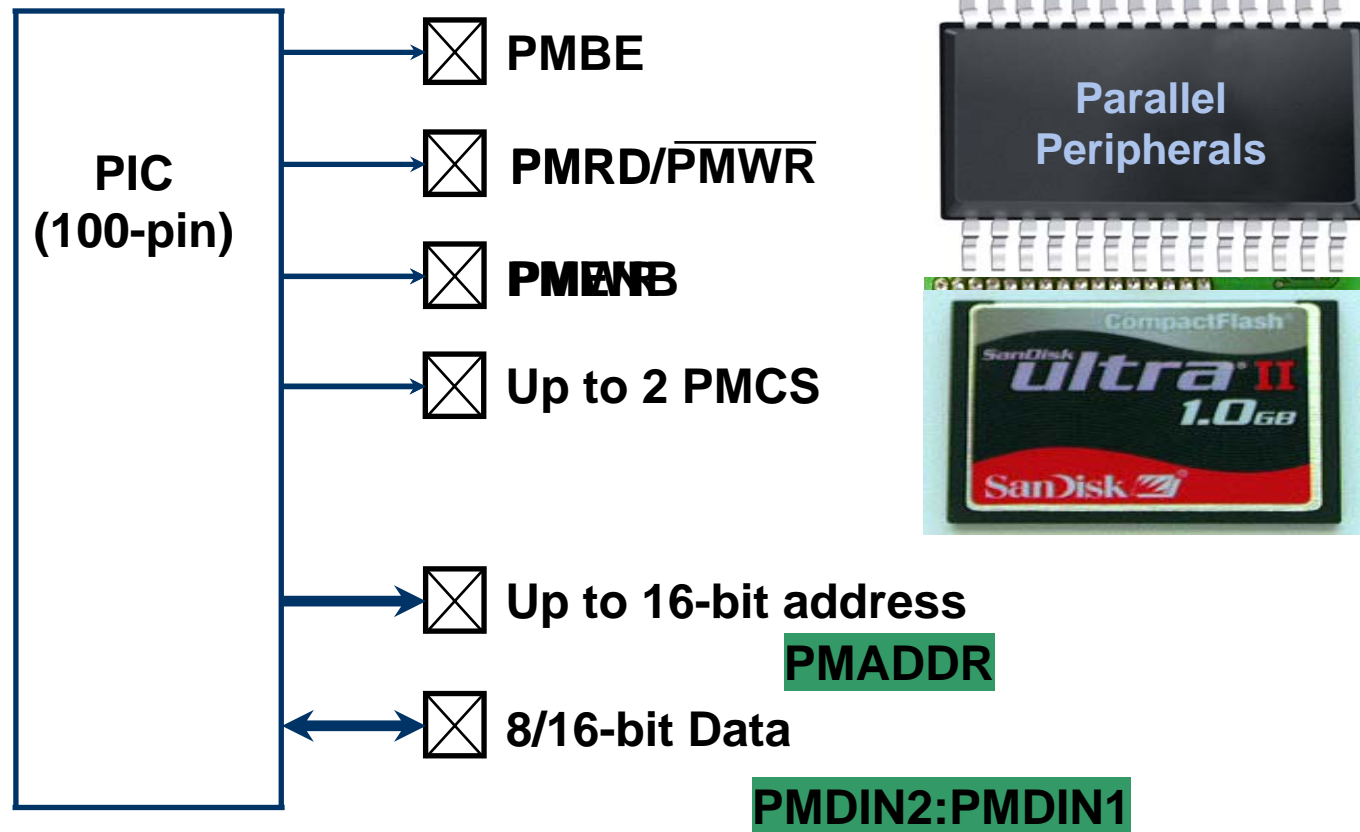 PMBE
Parallel
Peripherals
PIC
(100-pin)
PMRD/PMWR
CompactFlash
SanDisk
ultra II
1.0GB
Up to 2 PMCS
SanDisk
Up to 16-bit address
PMADDR
8/16-bit Data
PMDIN2:PMDIN1